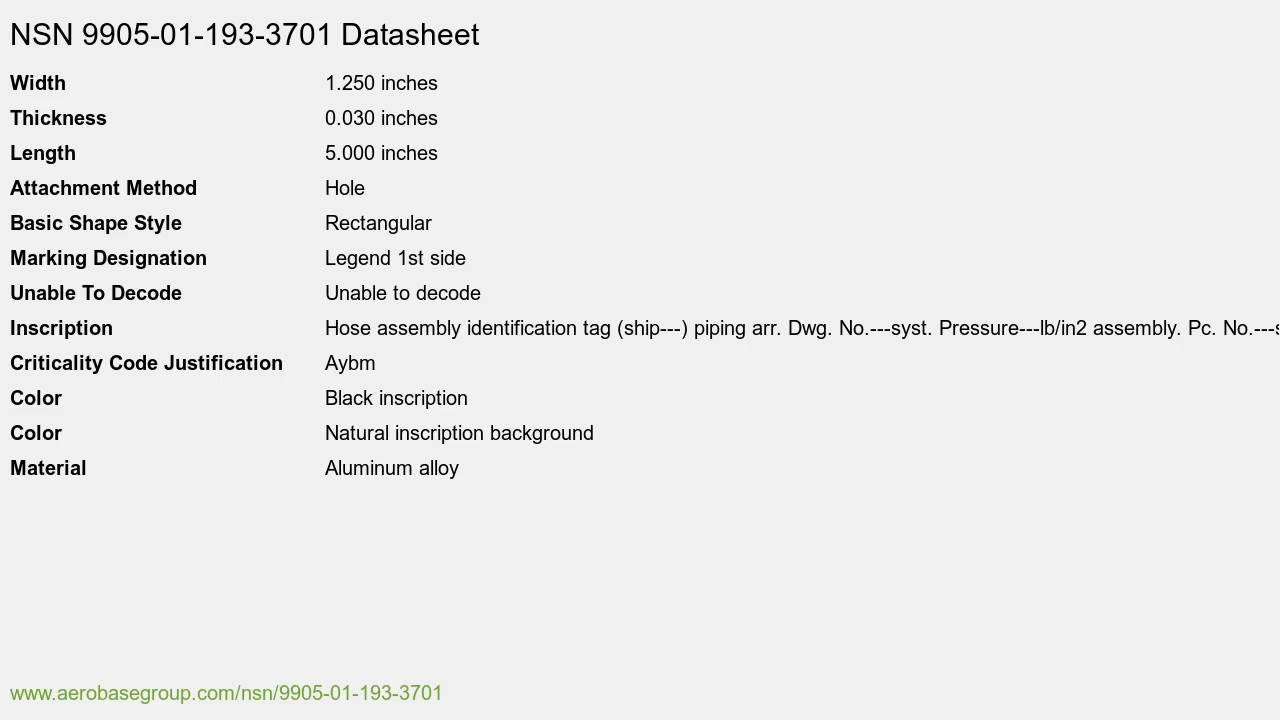 NSN 9905-01-193-3701 Datasheet
Width 1.250 inches
Thickness 0.030 inches
Length 5.000 inches
Attachment Method Hole
Basic Shape Style Rectangular
Marking Designation Legend 1st side
Unable To Decode Unable to decode
Inscription Hose assembly identification tag (ship---) piping arr. Dwg. No.---syst. Pressure---lb/in2 assembly. Pc. No.---
Criticality Code Justification Aybm
Color Black inscription
Color Natural inscription background
Material Aluminum alloy
www.aerobasegroup.com/nsn/9905-01-193-3701